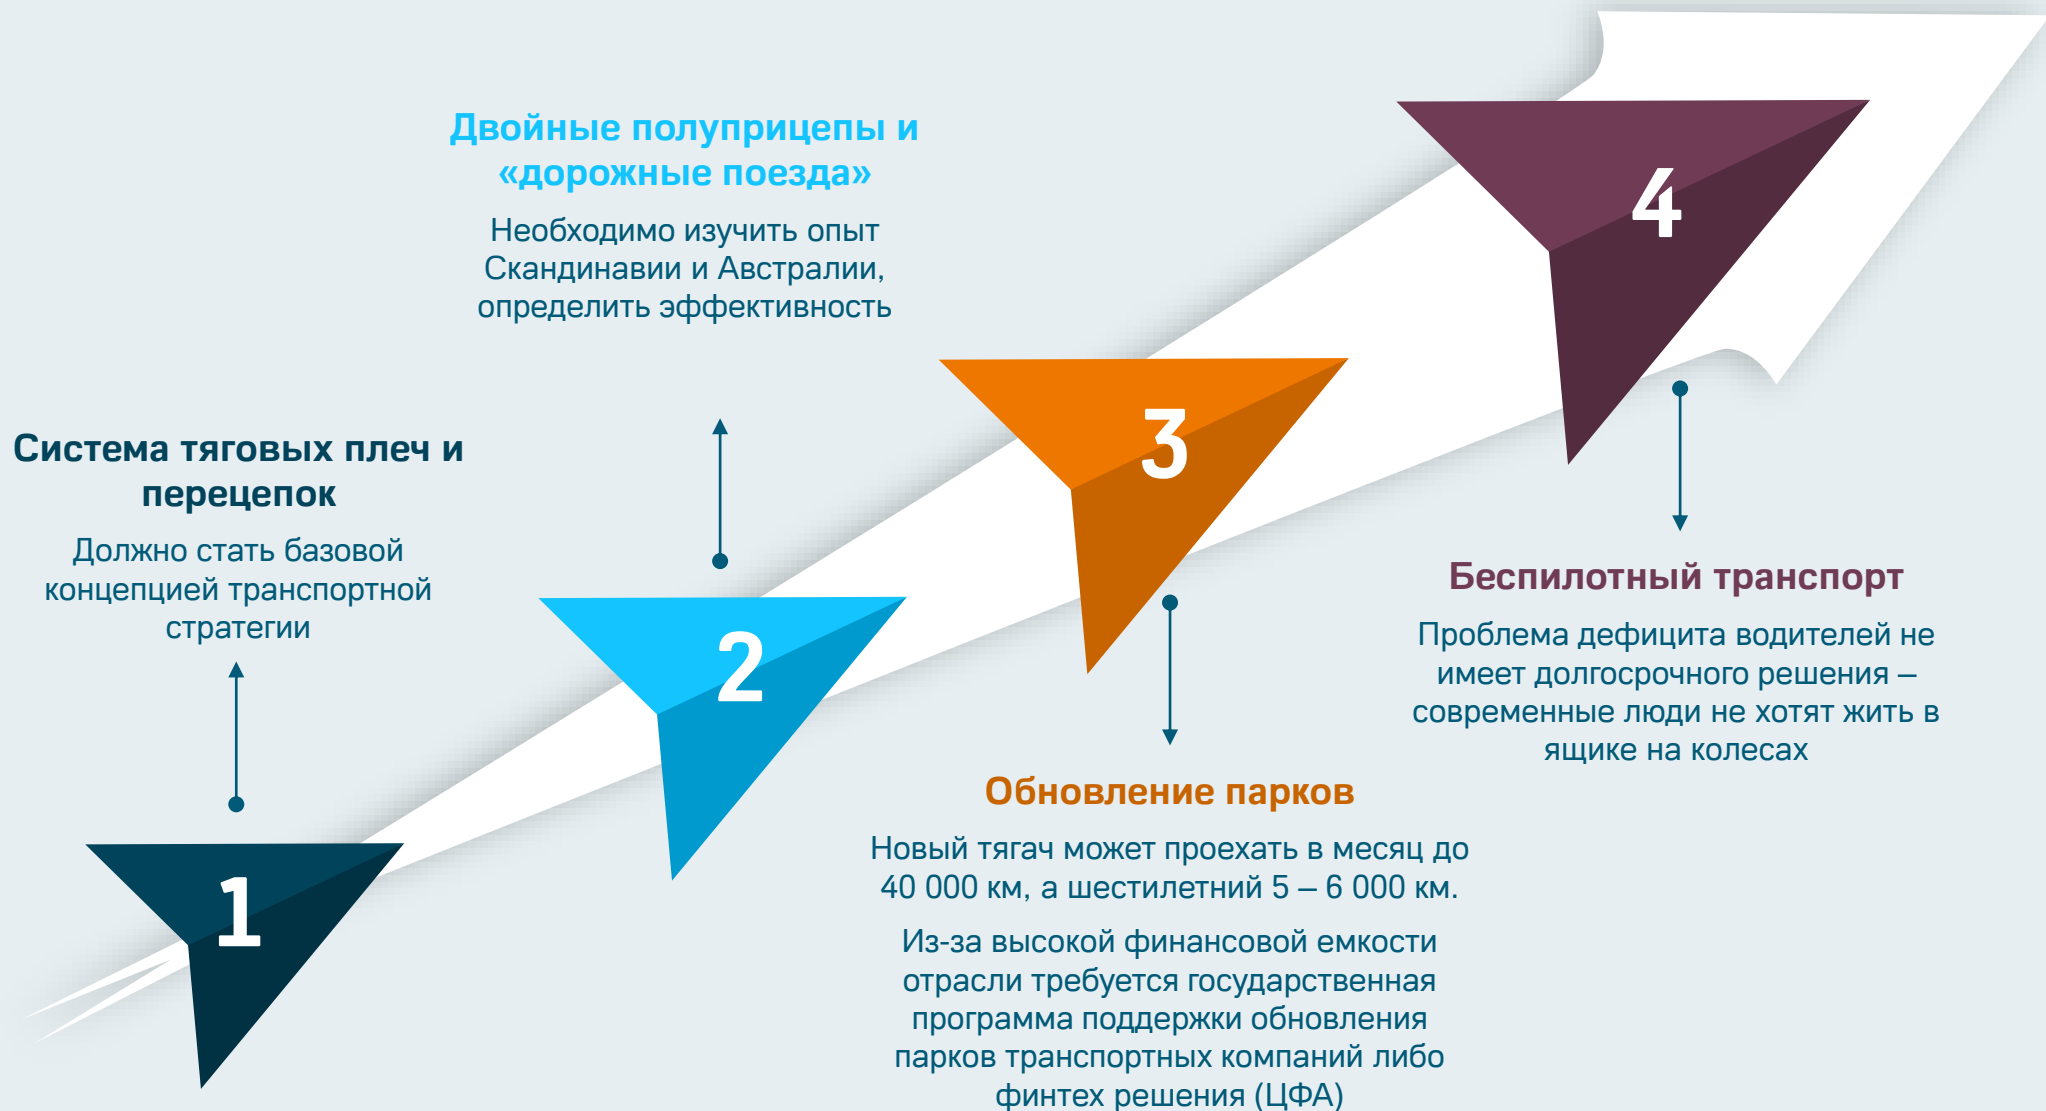 1
Система тяговых плеч и
перецепок
Должно стать базовой
концепцией транспортной
стратегии
2
Двойные полуприцепы и
«дорожные поезда»
Необходимо изучить опыт
Скандинавии и Австралии,
определить эффективность
3
Обновление парков
Новый тягач может проехать в месяц до
40 000 км, а шестилетний 5 – 6 000 км.
Из-за высокой финансовой емкости
отрасли требуется государственная
программа поддержки обновления
парков транспортных компаний либо
финтех решения (ЦФА)
4
Беспилотный транспорт
Проблема дефицита водителей не
имеет долгосрочного решения –
современные люди не хотят жить в
ящике на колесах